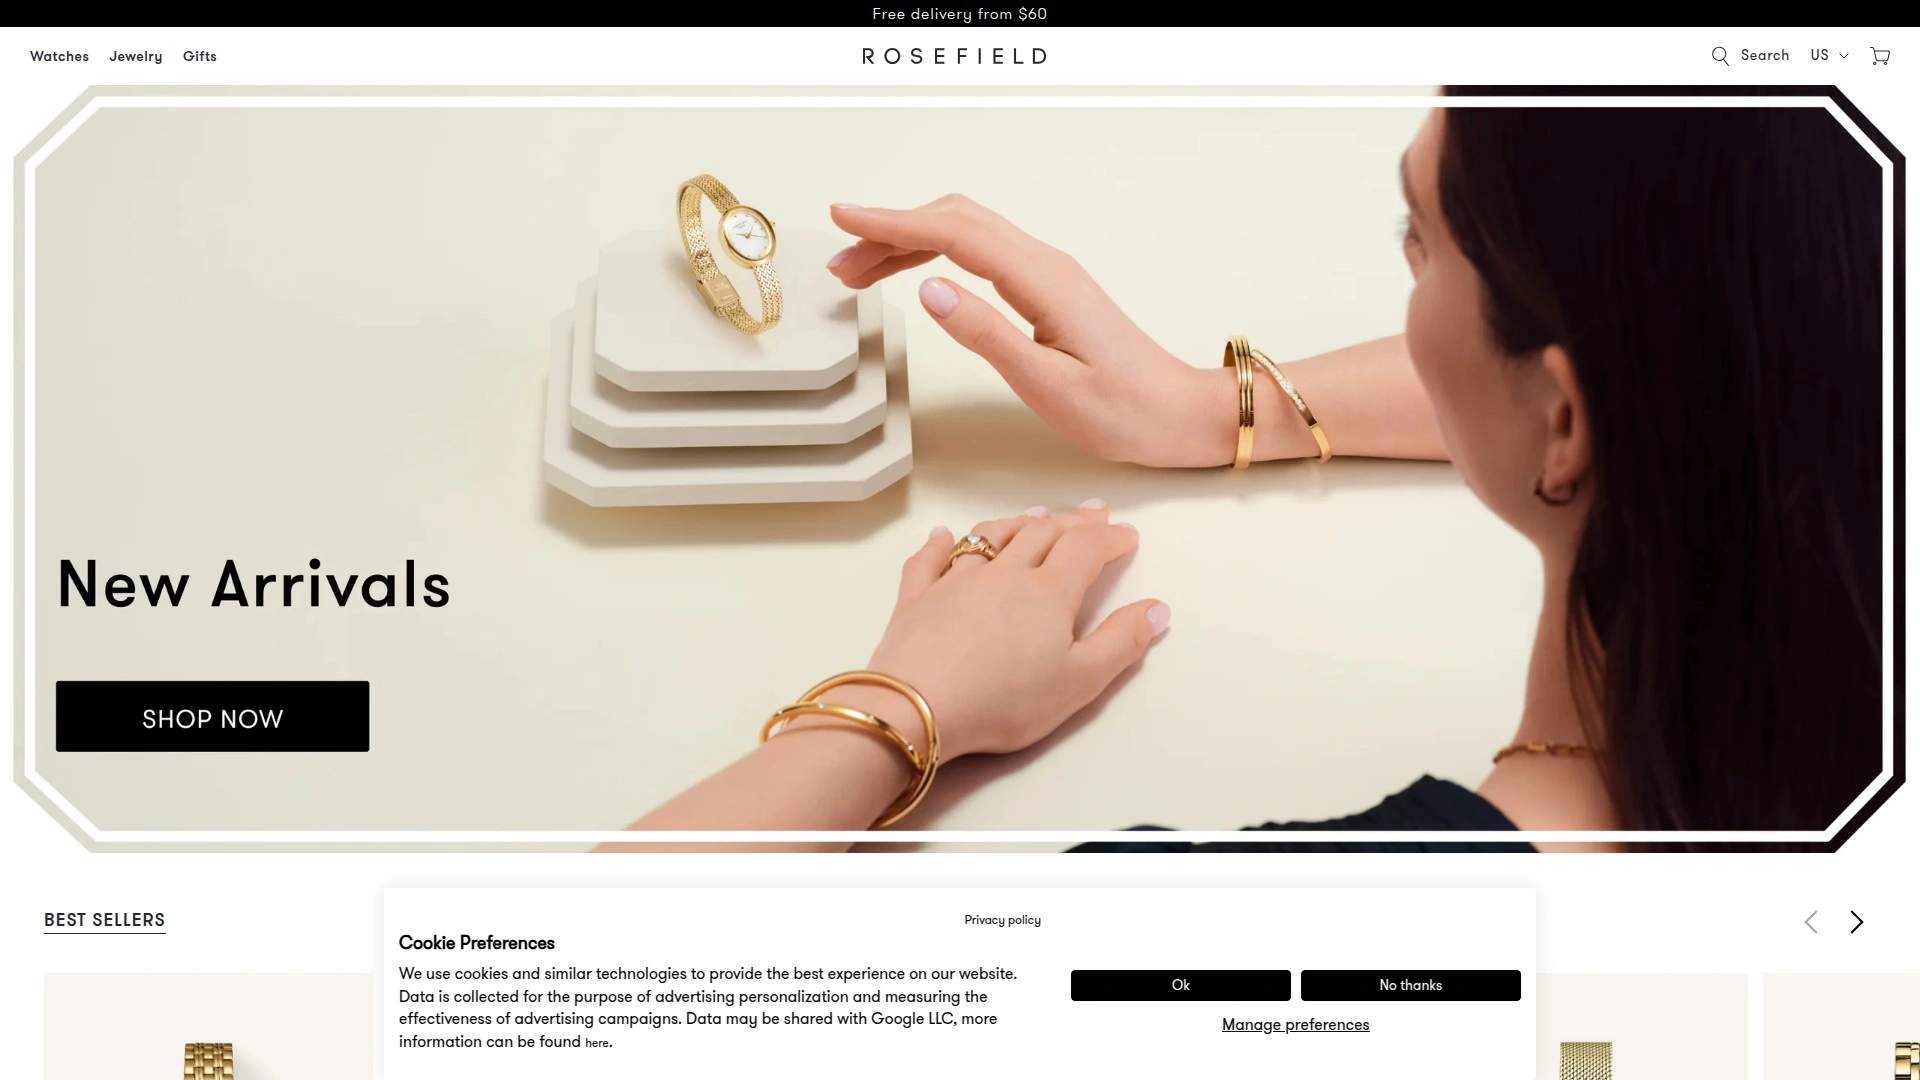 Free delivery from $60
Watches Jewelry Gifts
ROSEFIELD
Search US
New Arrivals
SHOP NOW
BEST SELLERS
Privacy policy
Cookie Preferences
We use cookies and similar technologies to provide the best experience on our website.
Data is collected for the purpose of advertising personalization and measuring the
effectiveness of advertising campaigns. Data may be shared with Google LLC, more
information can be found here.
Ok
No thanks
Manage preferences